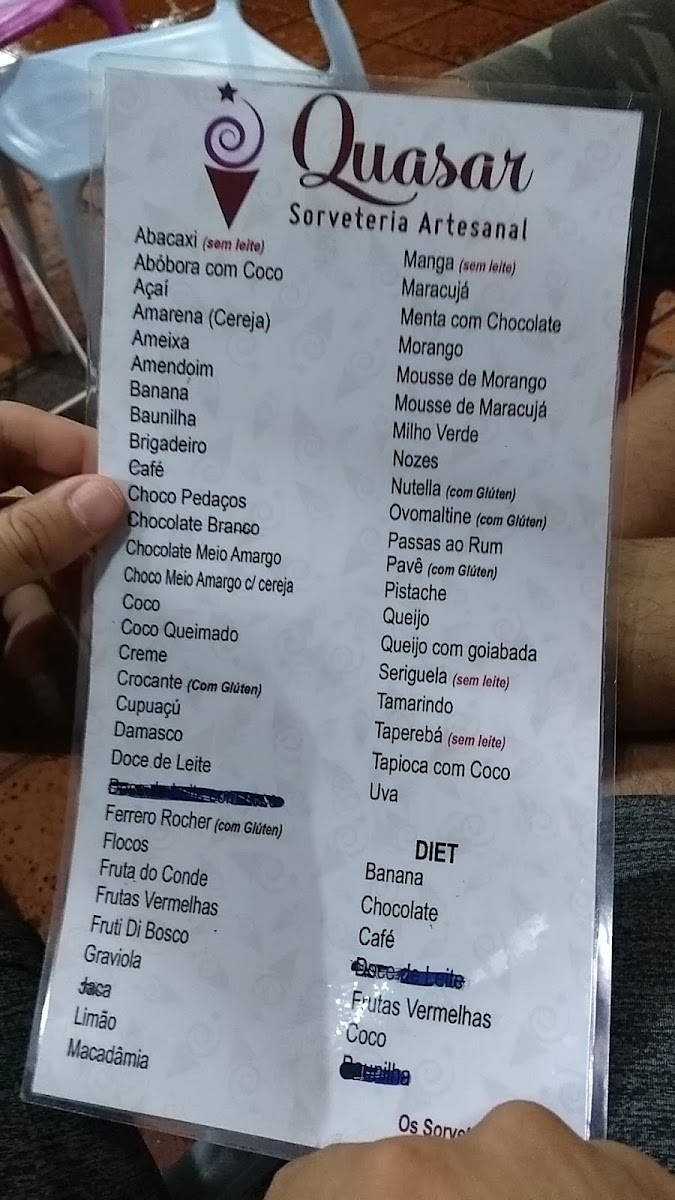 Quasar
Sorveteria Artesanal
Abacaxi (sem leite)
Abóbora com Coco
Açaí
Amarena (Cereja)
Ameixa
Amendoim
Banana
Baunilha
Brigadeiro
Café
Choco Pedaços
Chocolate Branco
Chocolate Meio Amargo
Choco Meio Amargo c/ cereja
Coco
Coco Queimado
Creme
Crocante (Com Glúten)
Cupuaçú
Damasco
Doce de Leite
Ferrero Rocher (com Glúten)
Flocos
Fruta do Conde
Frutas Vermelhas
Fruti Di Bosco
Graviola
Jaca
Limão
Macadâmia
Manga (sem leite)
Maracujá
Menta com Chocolate
Morango
Mousse de Morango
Mousse de Maracujá
Milho Verde
Nozes
Nutella (com Glúten)
Ovomaltine (com Glúten)
Passas ao Rum
Pavê (com Glúten)
Pistache
Queijo
Queijo com goiabada
Seriguela (sem leite)
Tamarindo
Taperebá (sem leite)
Tapioca com Coco
Uva
DIET
Banana
Chocolate
Café
Doce de Leite
Frutas Vermelhas
Coco
Baunilha
Os